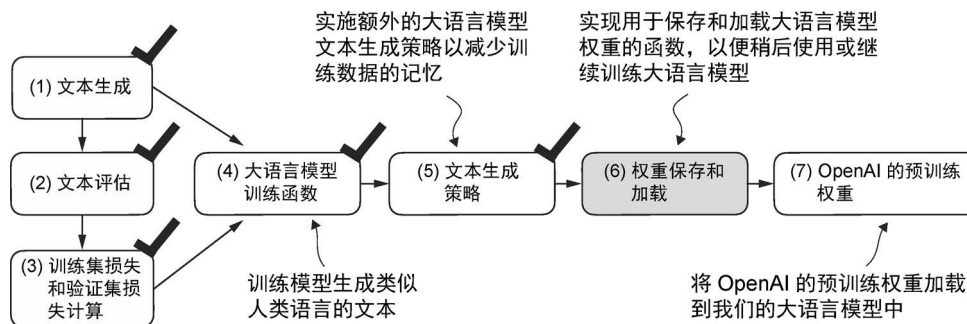 实施额外的大语言模型
文本生成策略以减少训
练数据的记忆
实现用于保存和加载大语言模型
权重的函数，以便稍后使用或继
续训练大语言模型
(1) 文本生成
(2) 文本评估
(3) 训练集损失
和验证集损
失计算
(4) 大语言模型
训练函数
(5) 文本生成
策略
(6) 权重保存和
加载
(7) OpenAI 的预训练
权重
训练模型生成类似
人类语言的文本
将 OpenAI 的预训练权重加载
到我们的大语言模型中